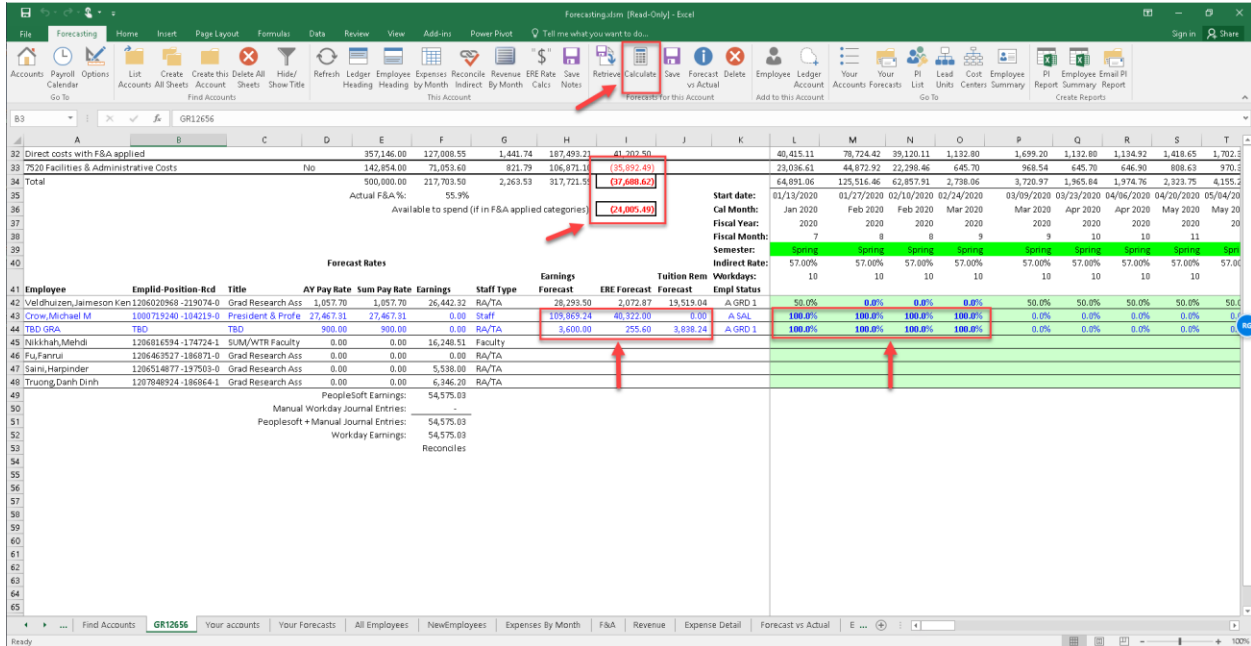 Forecasting.xlsm [Read-Only] - Excel
File Forecasting Home Insert Page Layout Formulas Data Review View Add-ins Power Pivot Tell me what you want to do... Sign in Share
Accounts Payroll Calendar Options List Accounts Create All Sheets Create this Account Delete All Sheets Hide/ Show Title Refresh Ledger Heading Employee Heading Expenses by Month Reconcile Indirect Revenue By Month ERE Rate Calcs Save Notes Retrieve Calculate Save Forecast vs Actual Delete Employee Ledger Account Your Accounts Your Forecasts PI List Lead Units Cost Centers Employee Summary PI Report Employee Summary Email PI Report
Go To Find Accounts This Account Forecasts for this Account Add to this Account Go To Create Reports
B3 fx GR12656
A B C D E F G H I J K L M N O P Q R S T
32 Direct costs with F&A applied 357,146.00 127,008.55 1,441.74 187,493.21 41,202.50 40,415.11 78,724.42 39,120.11 1,132.80 1,699.20 1,132.80 1,134.92 1,418.65 1,702.3
33 7520 Facilities & Administrative Costs No 142,854.00 71,053.60 821.79 106,871.10 (35,892.49) 23,036.61 44,872.92 22,298.46 645.70 968.54 645.70 646.90 808.63 970.3
34 Total 500,000.00 217,703.50 2,263.53 317,721.59 (37,688.62) 64,891.06 125,516.46 62,857.91 2,738.06 3,720.97 1,965.84 1,974.76 2,323.75 4,155.2
35 Actual F&A %: 55.9% Start date: 01/13/2020 01/27/2020 02/10/2020 02/24/2020 03/09/2020 03/23/2020 04/06/2020 04/20/2020 05/04/20
36 Available to spend (if in F&A applied categories) (24,005.49) Cal Month: Jan 2020 Feb 2020 Feb 2020 Mar 2020 Mar 2020 Apr 2020 Apr 2020 May 2020 May 20
37 Fiscal Year: 2020 2020 2020 2020 2020 2020 2020 2020 20
38 Fiscal Month: 7 8 8 9 9 10 10 11
39 Semester: Spring Spring Spring Spring Spring Spring Spring Spring Spri
40 Forecast Rates Indirect Rate: 57.00% 57.00% 57.00% 57.00% 57.00% 57.00% 57.00% 57.00% 57.00
Earnings Tuition Rem Workdays: 10 10 10 10 10 10 10 10
41 Employee Emplid-Position-Rcd Title AY Pay Rate Sum Pay Rate Earnings Staff Type Forecast ERE Forecast Forecast Empl Status
42 Veldhuizen,Jaimeson Ken 1206020968 -219074-0 Grad Research Ass 1,057.70 1,057.70 26,442.32 RA/TA 28,293.50 2,072.87 19,519.04 A GRD 1 50.0% 0.0% 0.0% 0.0% 50.0% 50.0% 50.0% 50.0% 50.0
43 Crow,Michael M 1000719240 -104219-0 President & Profe 27,467.31 27,467.31 0.00 Staff 109,869.24 40,322.00 0.00 A SAL 100.0% 100.0% 100.0% 100.0% 0.0% 0.0% 0.0% 0.0%
44 TBD GRA TBD TBD 900.00 900.00 0.00 RA/TA 3,600.00 255.60 3,838.24 A GRD 1 100.0% 100.0% 100.0% 100.0% 0.0% 0.0% 0.0% 0.0%
45 Nikkhah,Mehdi 1206816594 -174724-1 SUM/WTR Faculty 0.00 0.00 16,248.51 Faculty
46 Fu,Fanrui 1206463527 -186871-0 Grad Research Ass 0.00 0.00 0.00 RA/TA
45 Saini,Harpinder 1206514877 -197503-0 Grad Research Ass 0.00 0.00 5,538.00 RA/TA
48 Truong,Danh Dinh 1207848924 -186864-1 Grad Research Ass 0.00 0.00 6,346.20 RA/TA
49 PeopleSoft Earnings: 54,575.03
50 Manual Workday Journal Entries: -
51 Peoplesoft + Manual Journal Entries: 54,575.03
52 Workday Earnings: 54,575.03
53 Reconciles
54
55
56
57
58
59
60
61
62
63
64
65
RG
... Find Accounts GR12656 Your accounts Your Forecasts All Employees NewEmployees Expenses By Month F&A Revenue Expense Detail Forecast vs Actual E ...
Ready 100%